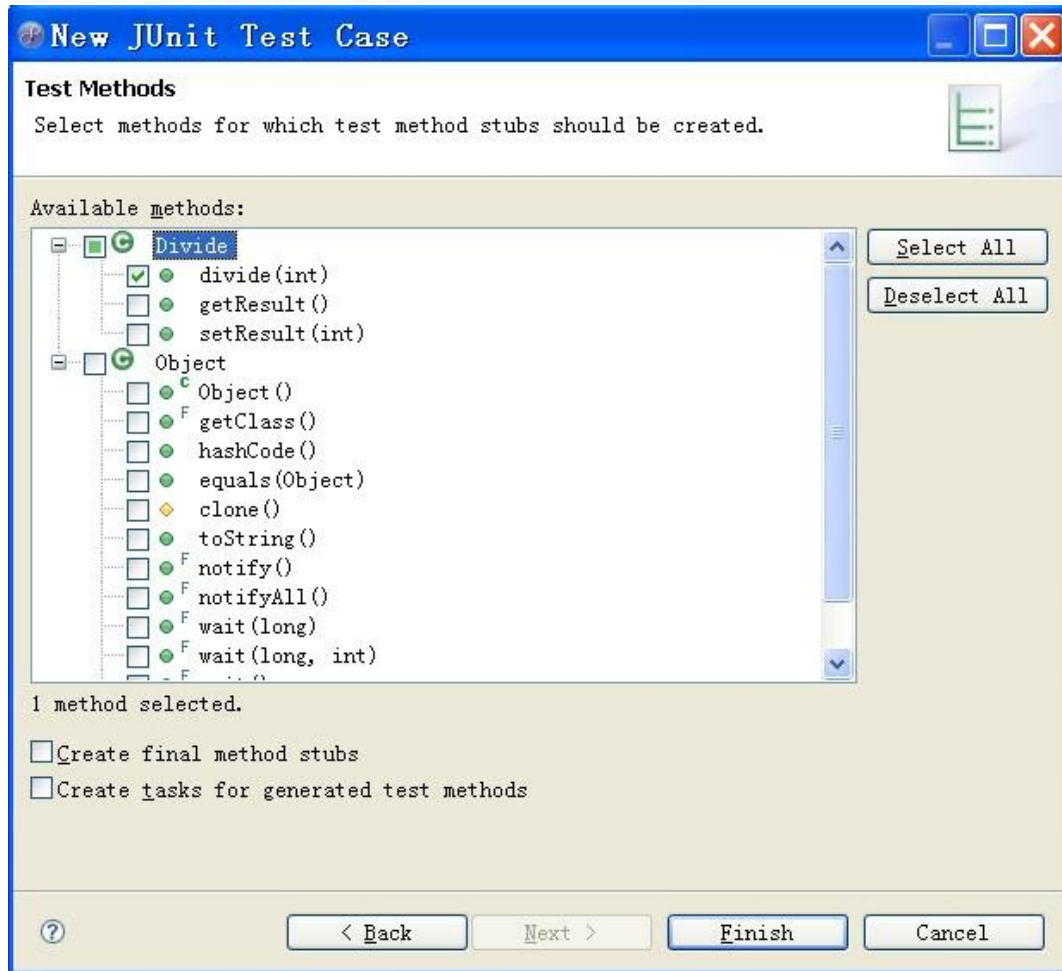 New JUnit Test Case
Test Methods
Select methods for which test method stubs should be created.
Available methods:
C Divide
divide(int)
getResult()
setResult(int)
C Object
C Object()
F getClass()
hashCode()
equals(Object)
clone()
toString()
F notify()
F notifyAll()
F wait(long)
F wait(long, int)
Select All
Deselect All
1 method selected.
Create final method stubs
Create tasks for generated test methods
?
< Back
Next >
Finish
Cancel